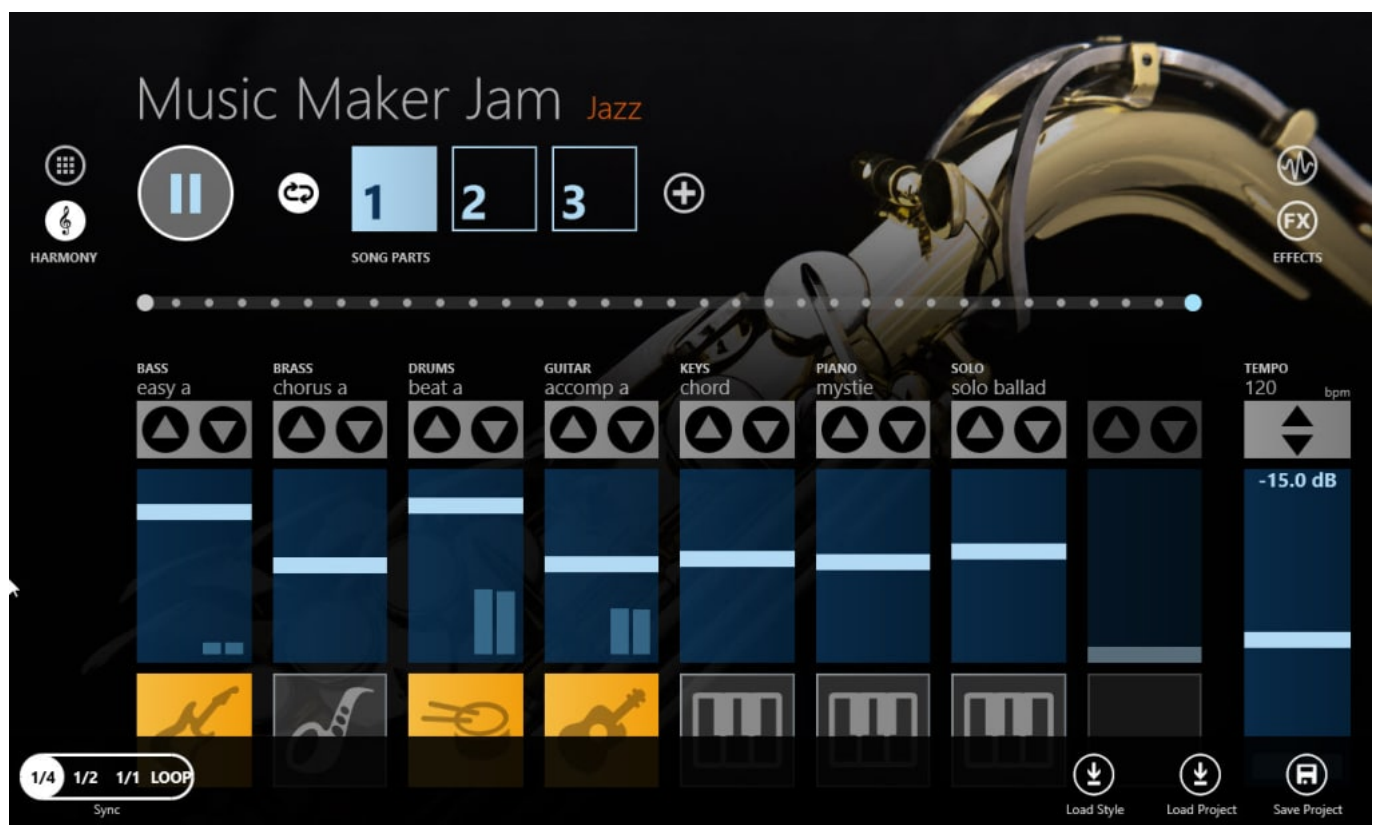 Music Maker Jam Jazz
1 2 3
FX
HARMONY SONG PARTS EFFECTS
BASS BRASS DRUMS GUITAR KEYS PIANO SOLO TEMPO
easy a chorus a beat a accomp a chord mystie solo ballad 120 bpm
-15.0 dB
1/4 1/2 1/1 LOOP
Sync Load Style Load Project Save Project